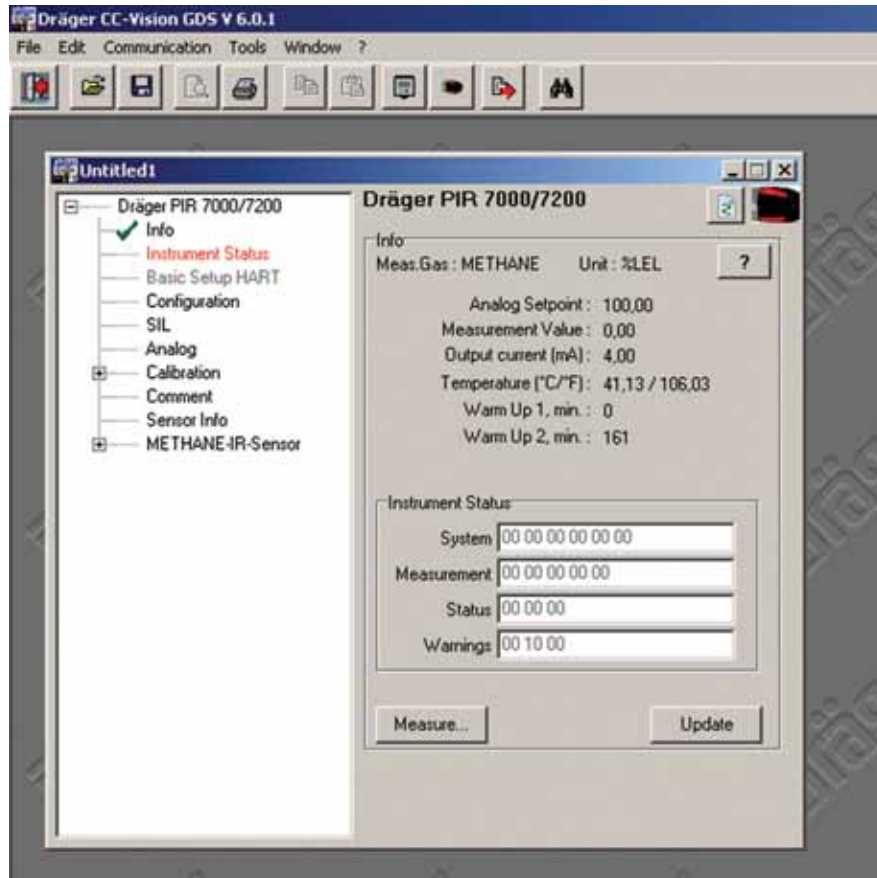 Dräger CC-Vision GDS V 6.0.1
File Edit Communication Tools Window ?
Untitled1
Dräger PIR 7000/7200
Info
Instrument Status
Basic Setup HART
Configuration
SIL
Analog
Calibration
Comment
Sensor Info
METHANE-IR-Sensor
Dräger PIR 7000/7200
Info
Meas.Gas : METHANE Unit : %LEL ?
Analog Setpoint : 100,00
Measurement Value : 0,00
Output current (mA) : 4,00
Temperature (°C/°F) : 41,13 / 106,03
Warm Up 1, min. : 0
Warm Up 2, min. : 161
Instrument Status
System 00 00 00 00 00 00
Measurement 00 00 00 00 00
Status 00 00 00
Warnings 00 10 00
Measure... Update